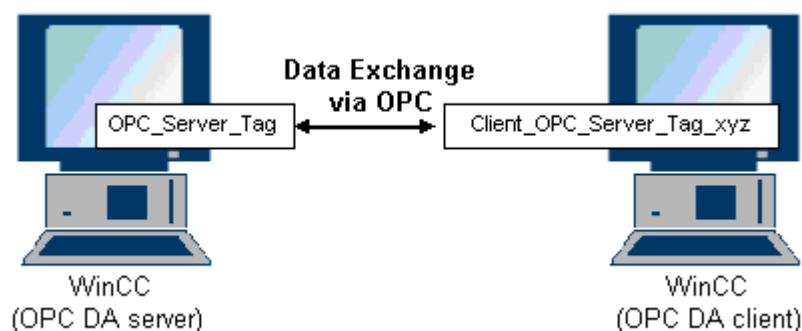 Data Exchange
via OPC
OPC_Server_Tag
Client_OPC_Server_Tag_xyz
WinCC
(OPC DA server)
WinCC
(OPC DA client)